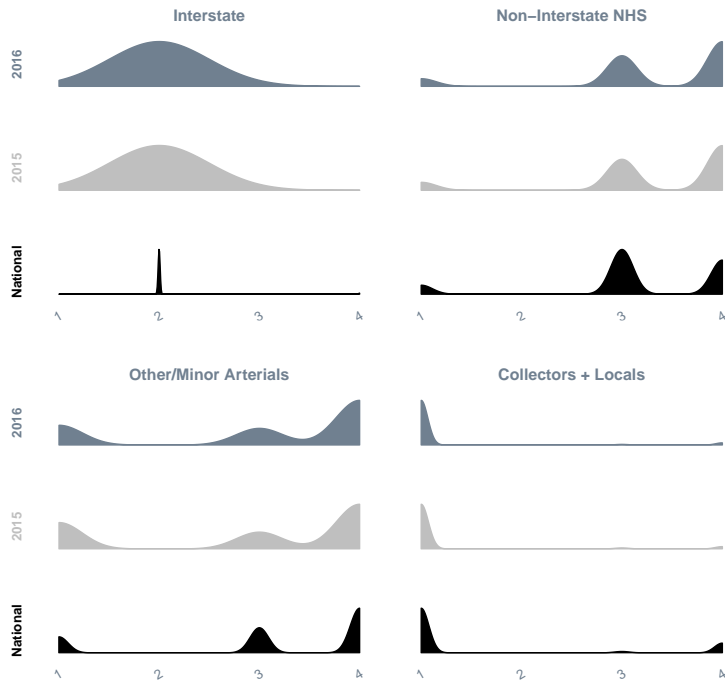 Interstate
Non−Interstate NHS
2016
2015
National
1 2 3 4
1 2 3 4
Other/Minor Arterials
Collectors + Locals
2016
2015
National
1 2 3 4
1 2 3 4